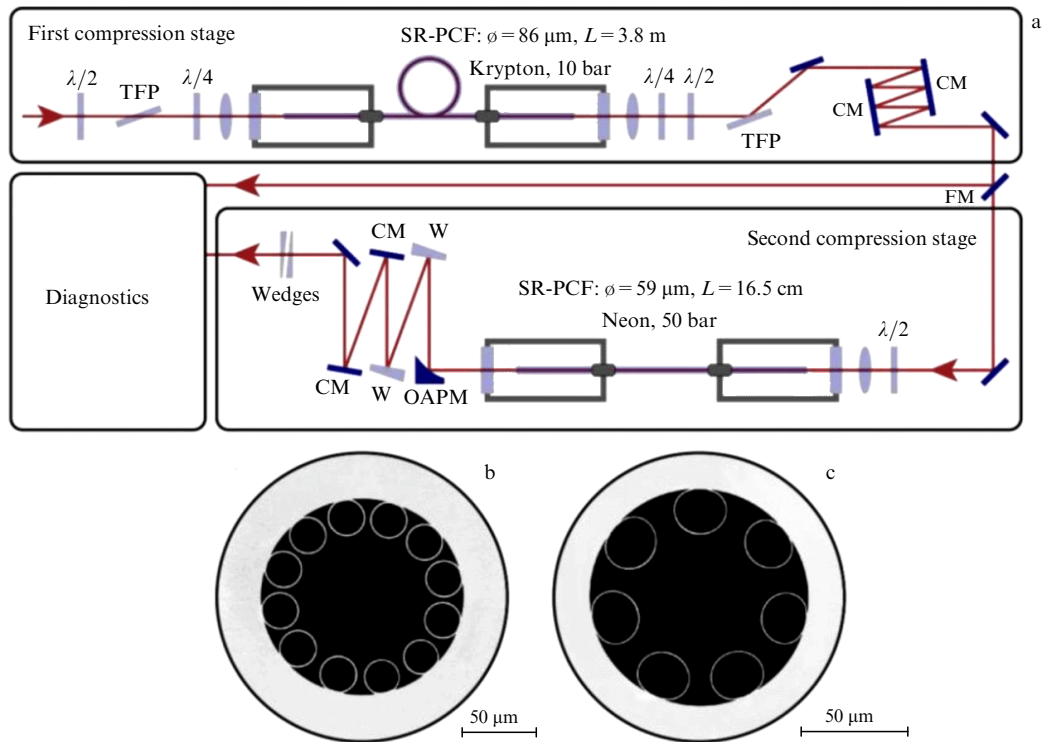 a
First compression stage
SR-PCF: ø = 86 μm, L = 3.8 m
Krypton, 10 bar
λ/2
TFP
λ/4
λ/4
λ/2
TFP
CM
CM
FM
Diagnostics
Second compression stage
SR-PCF: ø = 59 μm, L = 16.5 cm
Neon, 50 bar
CM
W
Wedges
CM
W
OAPM
λ/2
b
c
50 μm
50 μm